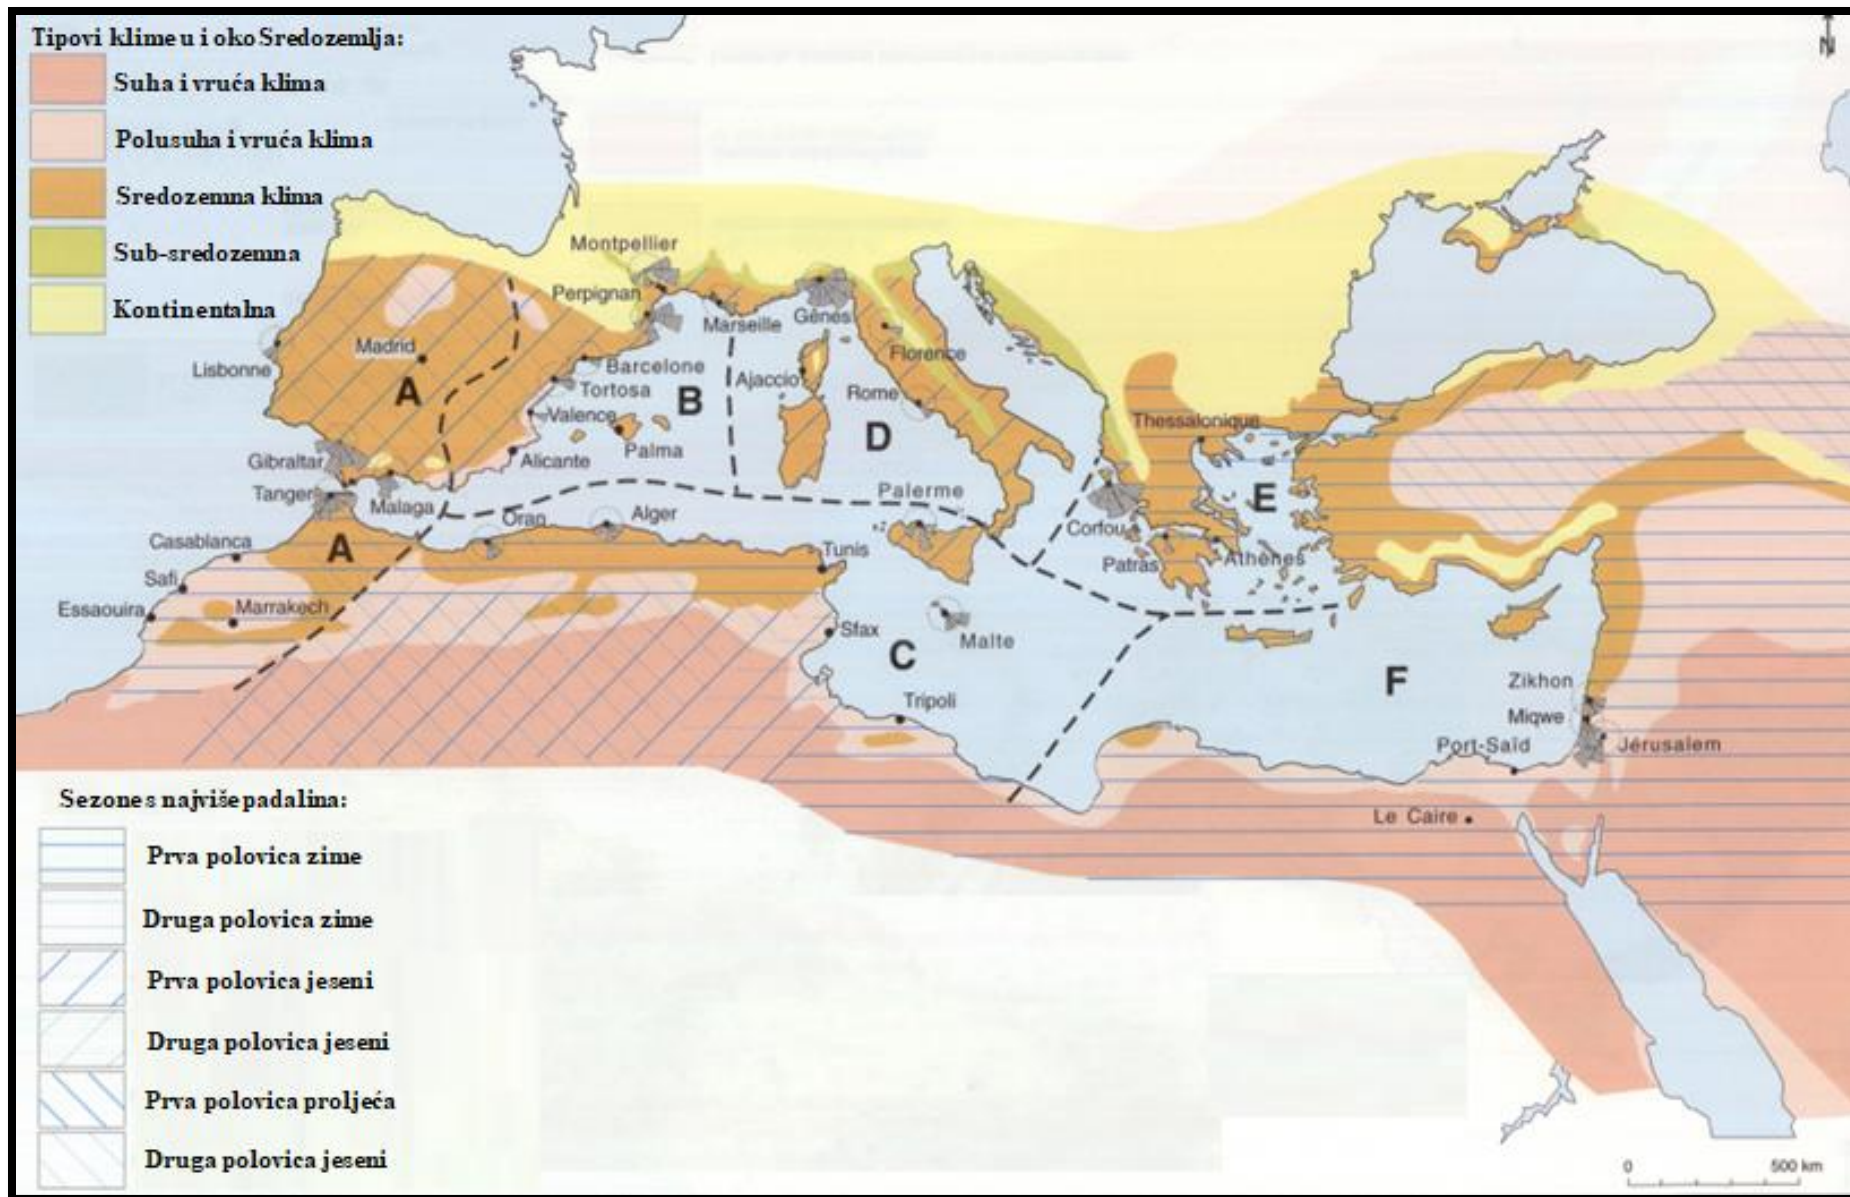 Tipovi klime u i oko Sredozemlja:
Suha i vruća klima
Polusuha i vruća klima
Sredozemna klima
Sub-sredozemna
Kontinentalna
N
Montpellier
Perpignan
Marseille
Gênes
Madrid
Lisbonne
A
Barcelone
Tortosa
B
Ajaccio
Florence
Rome
D
Valence
Palma
Alicante
Thessalonique
Gibraltar
Tanger
Malaga
Oran
Alger
Palerme
Corfou
E
Casablanca
A
Tunis
Patras
Athènes
Safi
Essaouira
Marrakech
Sfax
Malte
C
F
Zikhon
Miqwe
Tripoli
Port-Saïd
Jérusalem
Le Caire
Sezone s najviše padalina:
Prva polovica zime
Druga polovica zime
Prva polovica jeseni
Druga polovica jeseni
Prva polovica proljeća
Druga polovica jeseni
0 500 km